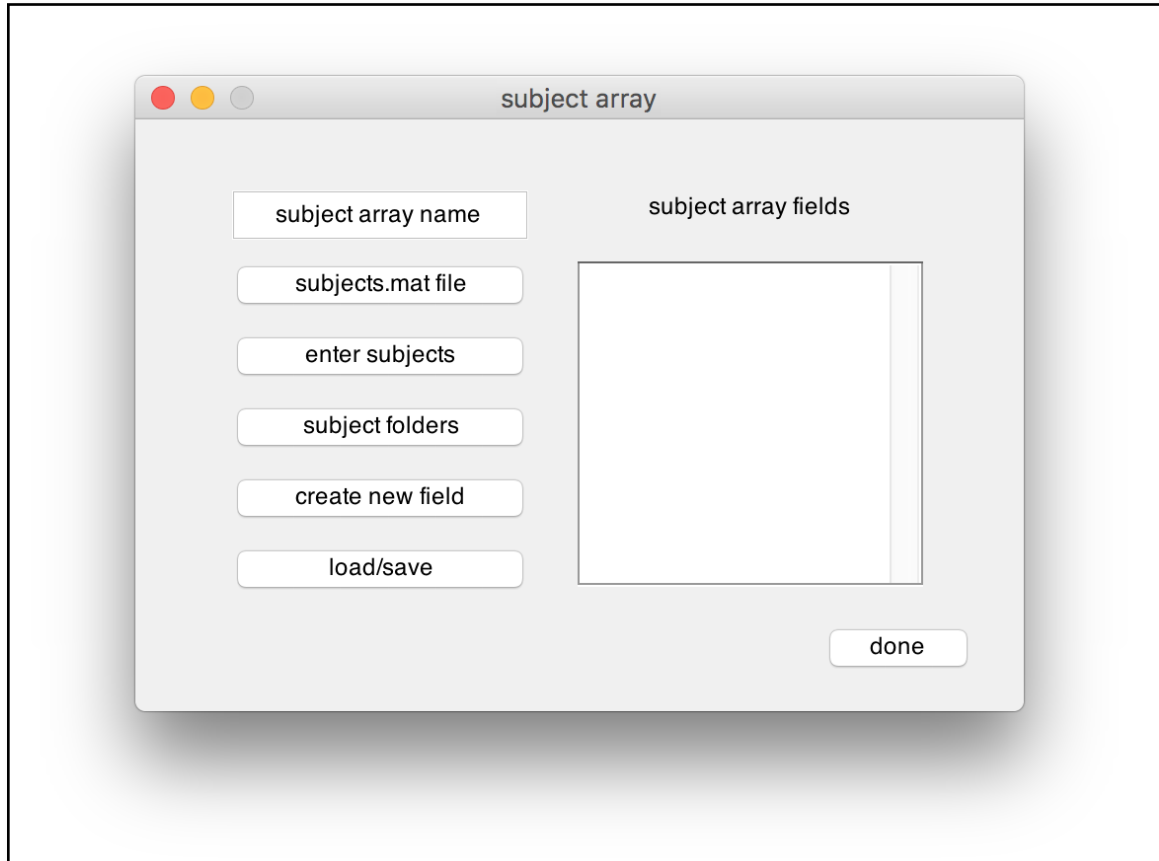 subject array
subject array name
subject array fields
subjects.mat file
enter subjects
subject folders
create new field
load/save
done